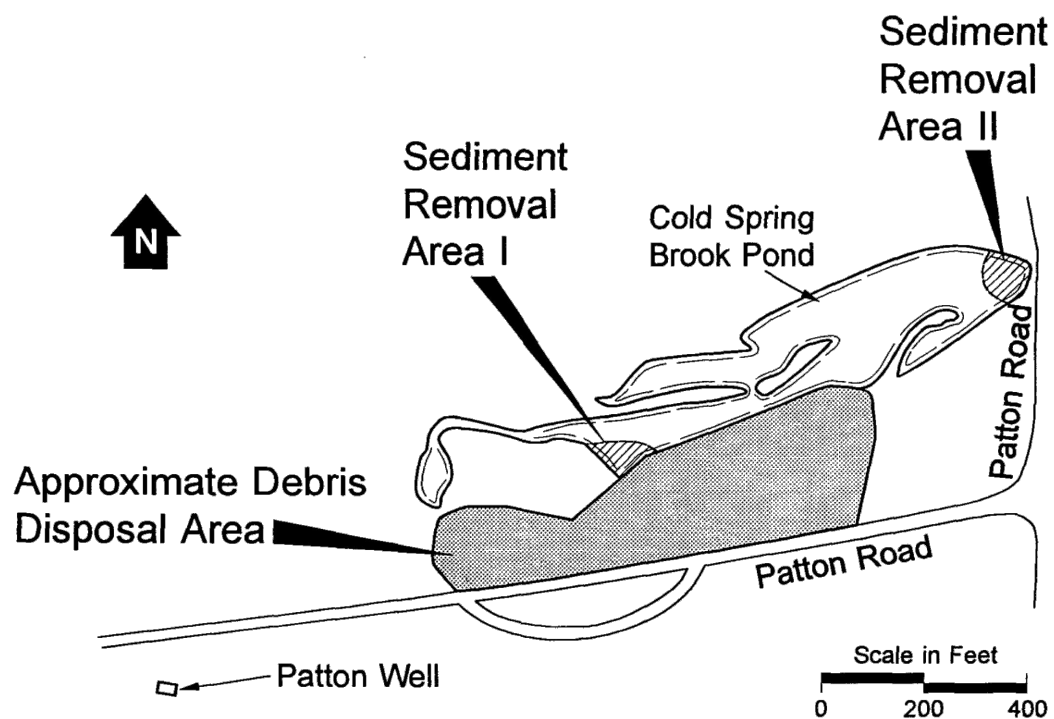 Sediment
Removal
Area II
Sediment
Removal
Area I
Cold Spring
Brook Pond
N
Patton Road
Approximate Debris
Disposal Area
Patton Road
Patton Well
Scale in Feet
0 200 400